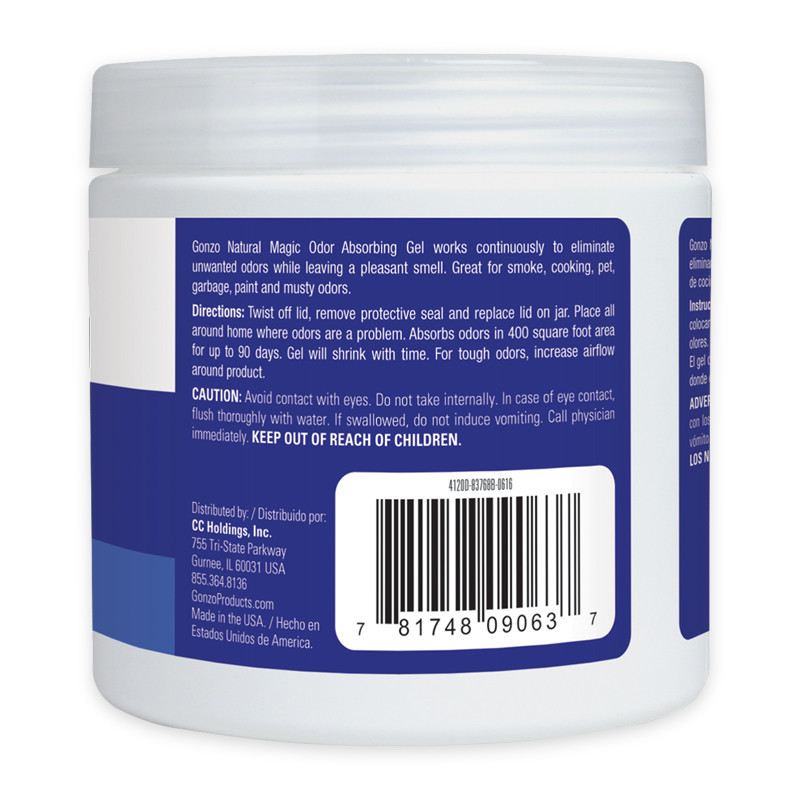 Gonzo Natural Magic Odor Absorbing Gel works continuously to eliminate
unwanted odors while leaving a pleasant smell. Great for smoke, cooking, pet,
garbage, paint and musty odors.
Directions: Twist off lid, remove protective seal and replace lid on jar. Place all
around home where odors are a problem. Absorbs odors in 400 square foot area
for up to 90 days. Gel will shrink with time. For tough odors, increase airflow
around product.
CAUTION: Avoid contact with eyes. Do not take internally. In case of eye contact,
flush thoroughly with water. If swallowed, do not induce vomiting. Call physician
immediately. KEEP OUT OF REACH OF CHILDREN.
Distributed by: / Distribuido por:
CC Holdings, Inc.
755 Tri-State Parkway
Gurnee, IL 60031 USA
855.364.8136
GonzoProducts.com
Made in the USA. / Hecho en
Estados Unidos de America.
4120D-83768B-0616
7 81748 09063 7
Gonzo
de
colocar
olores.
El gel
donde
con los
vómito
LOS